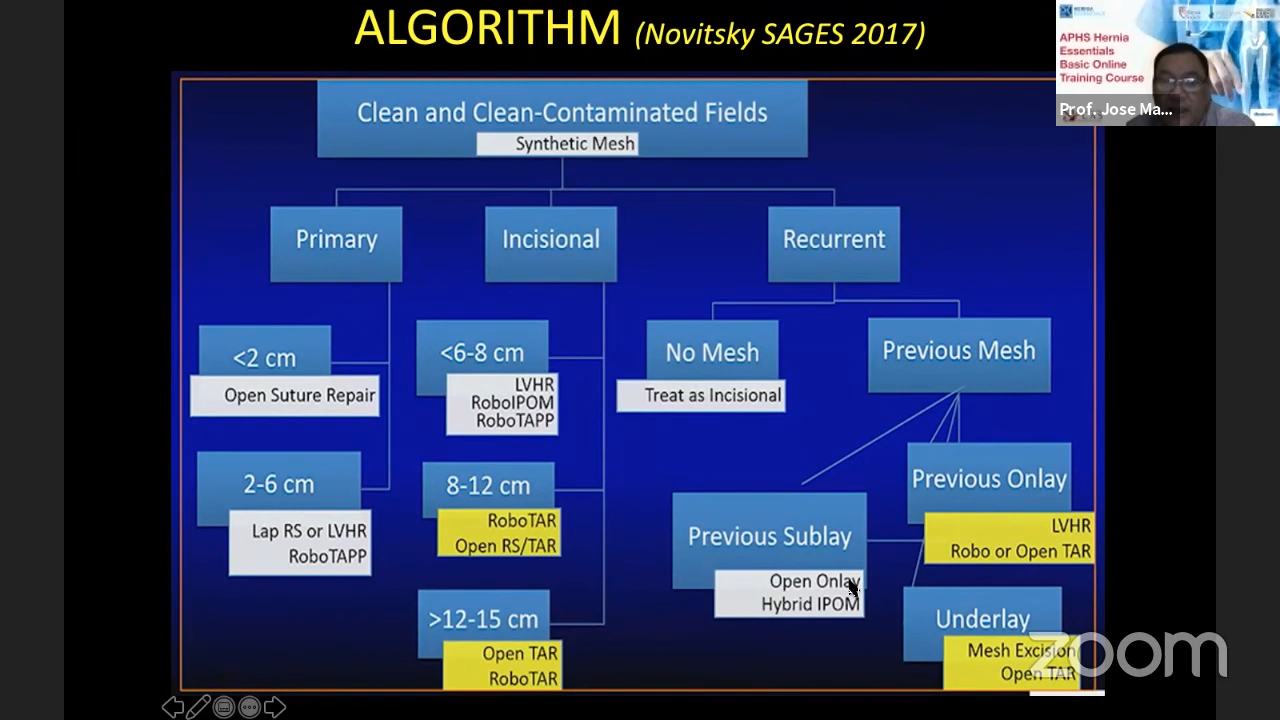 ALGORITHM (Novitsky SAGES 2017)
APHS Hernia
Essentials
Basic Online
Training Course
Prof. Jose Ma...
Clean and Clean-Contaminated Fields
Synthetic Mesh
Primary
Incisional
Recurrent
<2 cm
Open Suture Repair
2-6 cm
Lap RS or LVHR
RoboTAPP
<6-8 cm
LVHR
RoboIPOM
RoboTAPP
8-12 cm
RoboTAR
Open RS/TAR
>12-15 cm
Open TAR
RoboTAR
No Mesh
Treat as Incisional
Previous Mesh
Previous Sublay
Open Onlay
Hybrid IPOM
Previous Onlay
LVHR
Robo or Open TAR
Underlay
Mesh Excision
Open TAR
zoom